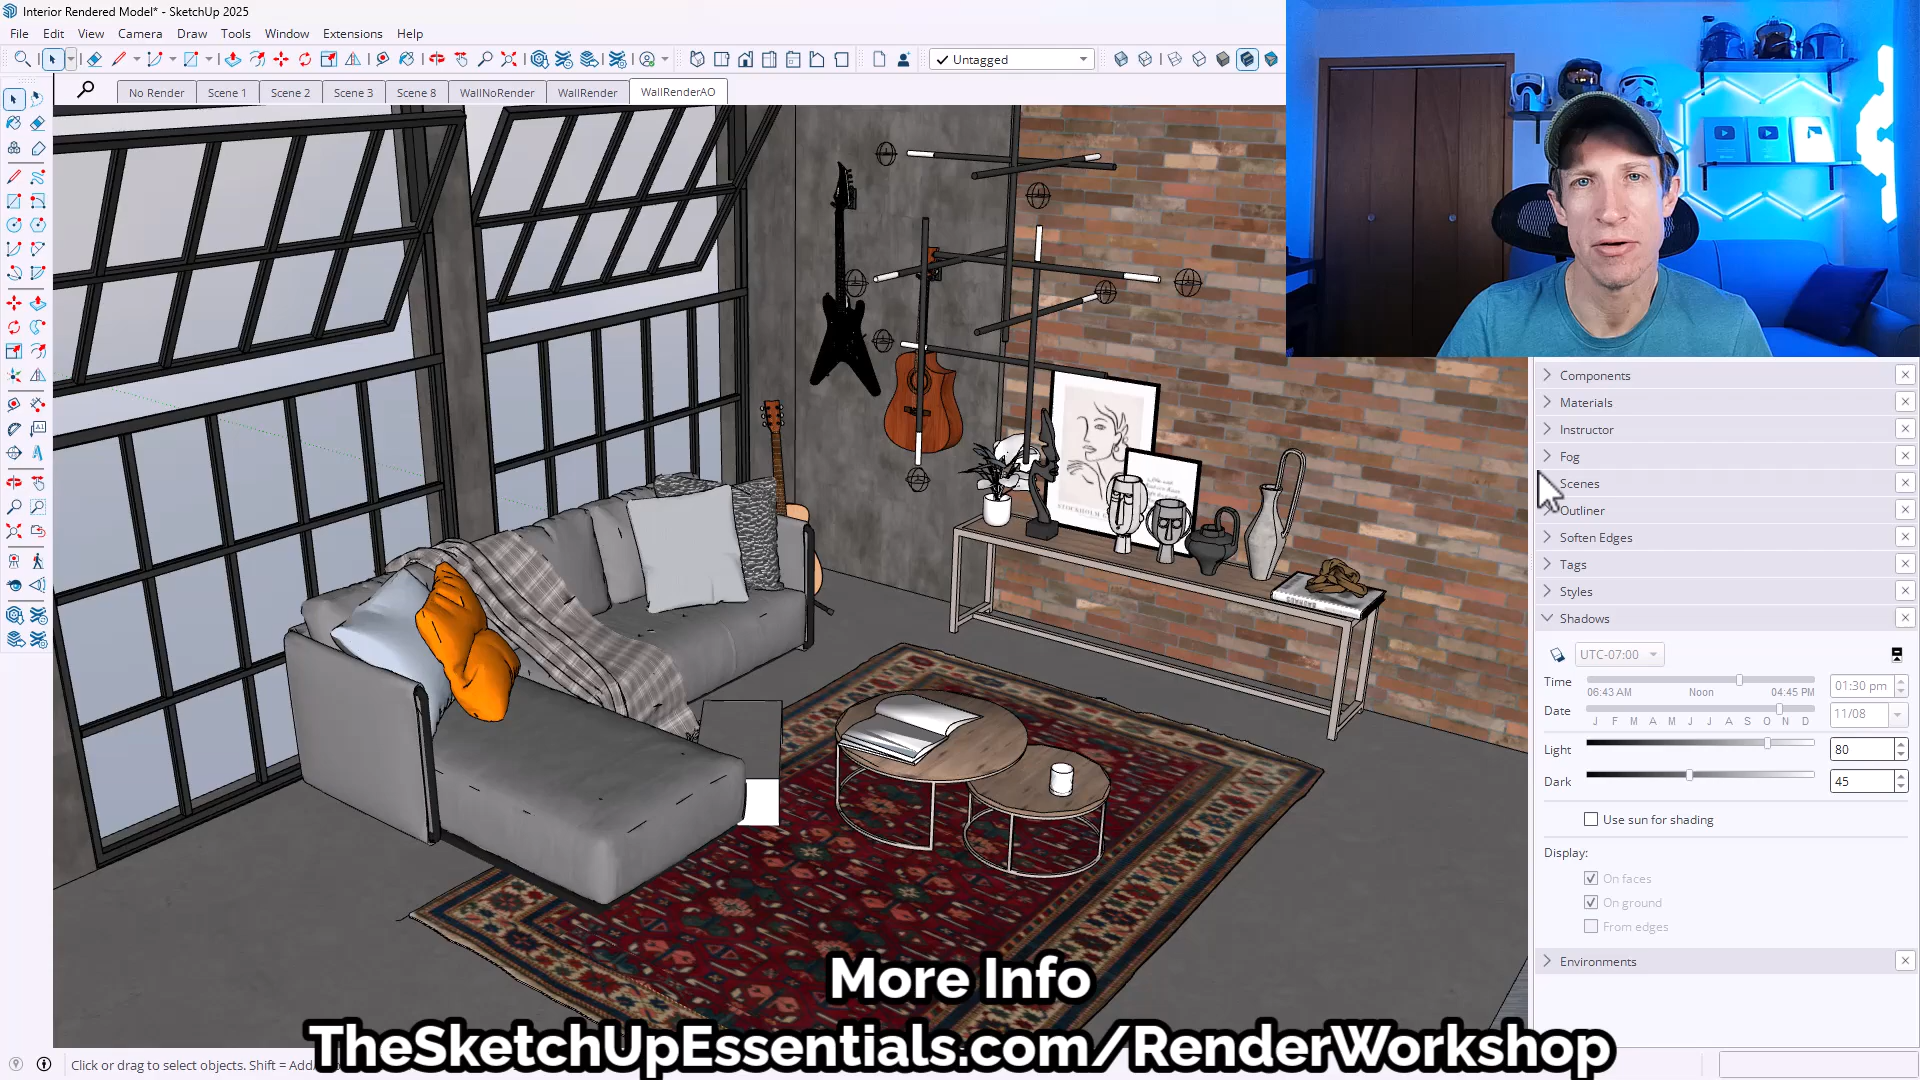 Interior Rendered Model* - SketchUp 2025
File Edit View Camera Draw Tools Window Extensions Help
Untagged
No Render Scene 1 Scene 2 Scene 3 Scene 8 WallNoRender WallRender WallRenderAO
Components
Materials
Instructor
Fog
Scenes
Outliner
Soften Edges
Tags
Styles
Shadows
UTC-07:00
Time 01:30 pm
06:43 AM Noon 04:45 PM
Date 11/08
J F M A M J J A S O N D
Light 80
Dark 45
Use sun for shading
Display:
On faces
On ground
From edges
Environments
More Info
TheSketchUpEssentials.com/RenderWorkshop
Click or drag to select objects. Shift = Add/